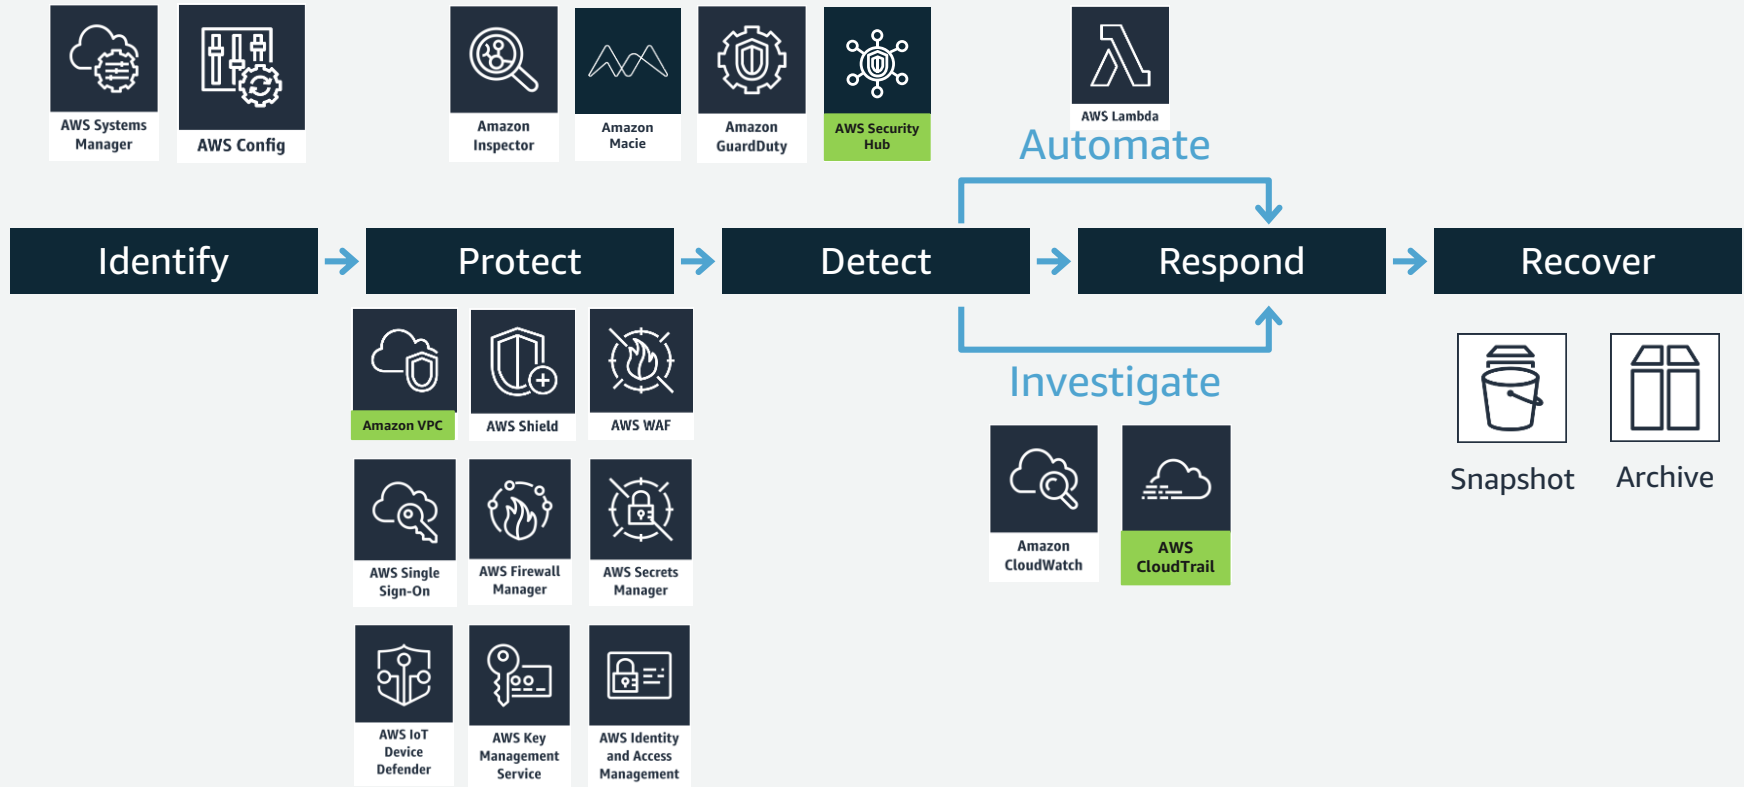 AWS Systems
Manager
AWS Config
Amazon
Inspector
Amazon
Macie
Amazon
GuardDuty
AWS Security
Hub
AWS Lambda
Automate
Identify
Protect
Detect
Respond
Recover
Amazon VPC
AWS Shield
AWS WAF
Investigate
AWS Single
Sign-On
AWS Firewall
Manager
AWS Secrets
Manager
Amazon
CloudWatch
AWS
CloudTrail
Snapshot
Archive
AWS IoT
Device
Defender
AWS Key
Management
Service
AWS Identity
and Access
Management